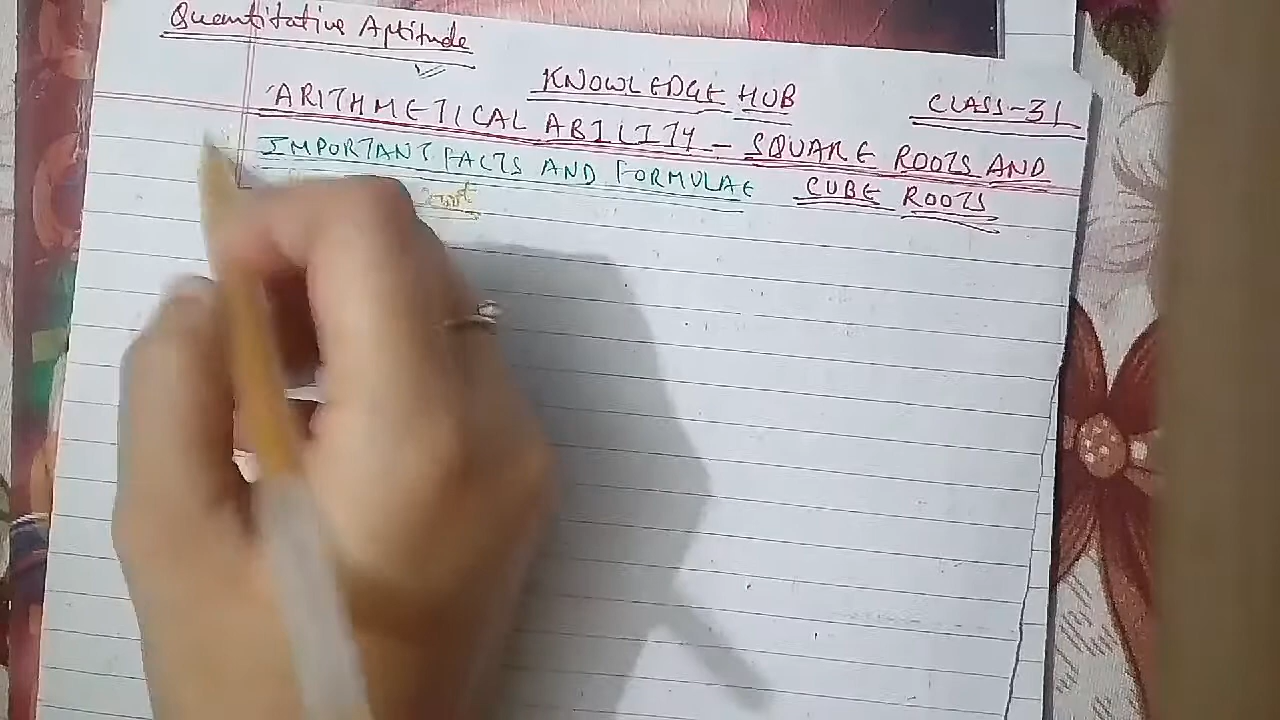 Quantitative Aptitude
KNOWLEDGE HUB
CLASS-31
ARITHMETICAL ABILITY - SQUARE ROOTS AND
CUBE ROOTS
IMPORTANT FACTS AND FORMULAE